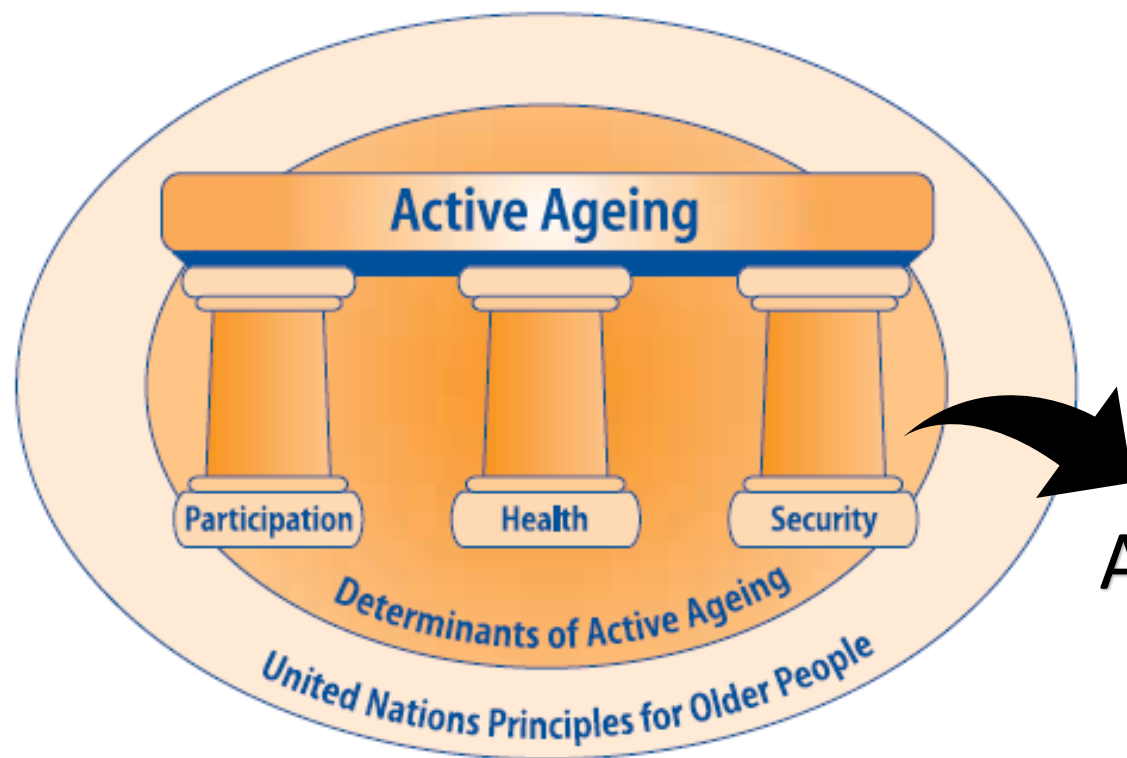 Active Ageing
Participation
Health
Security
Determinants of Active Ageing
United Nations Principles for Older People
A